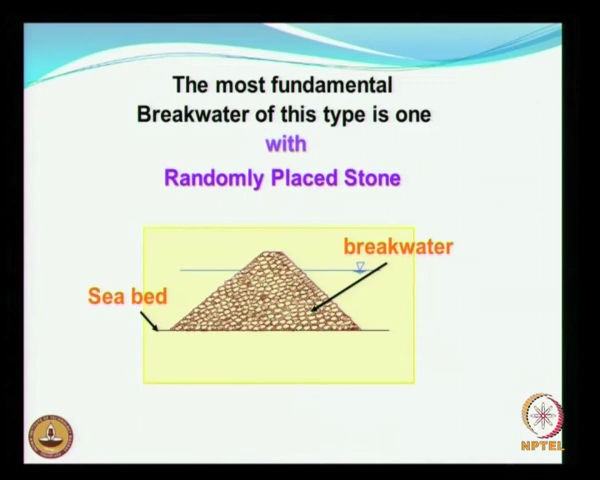 The most fundamental
Breakwater of this type is one
with
Randomly Placed Stone
breakwater
Sea bed
NPTEL